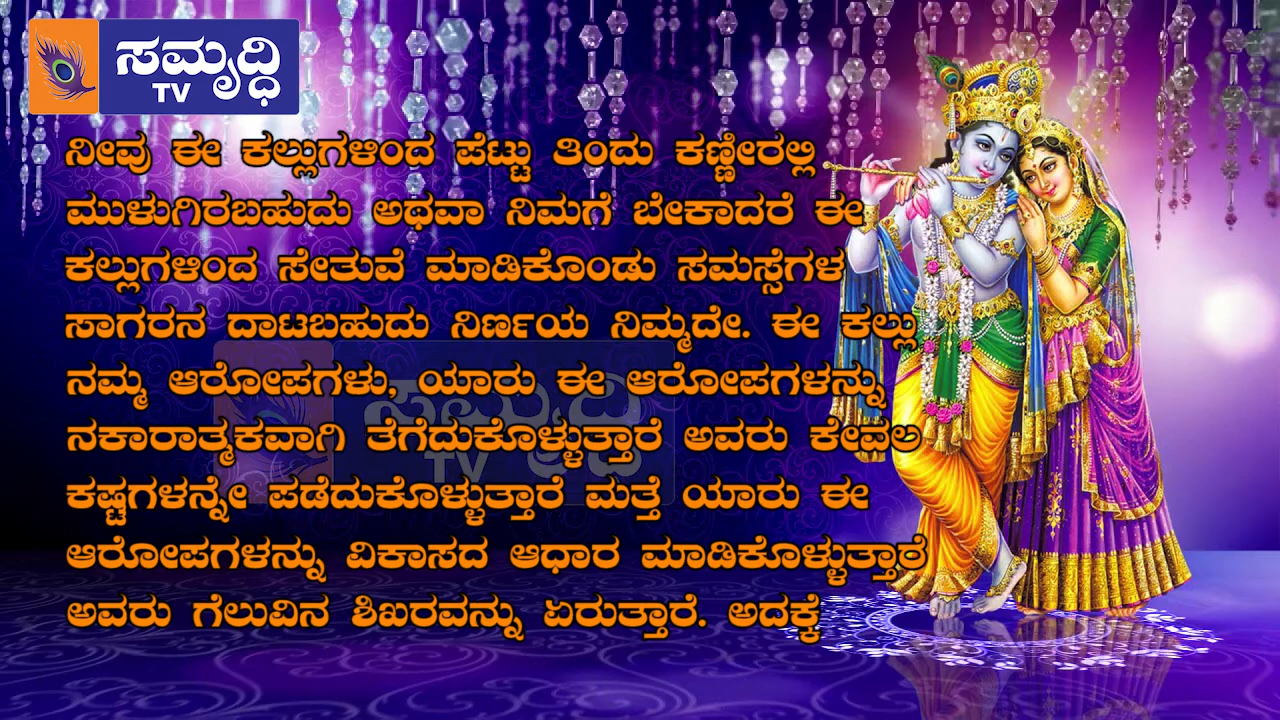 ಸಮೃದ್ಧಿ
TV
ನೀವು ಈ ಕಲ್ಲುಗಳಿಂದ ಪೆಟ್ಟು ತಿಂದು ಕಣ್ಣೀರಲ್ಲಿ
ಮುಳುಗಿರಬಹುದು ಅಥವಾ ನಿಮಗೆ ಬೇಕಾದರೆ ಈ
ಕಲ್ಲುಗಳಿಂದ ಸೇತುವೆ ಮಾಡಿಕೊಂಡು ಸಮಸ್ಸೆಗಳ
ಸಾಗರನ ದಾಟಬಹುದು ನಿರ್ಣಯ ನಿಮ್ಮದೇ. ಈ ಕಲ್ಲು
ನಮ್ಮ ಆರೋಪಗಳು, ಯಾರು ಈ ಆರೋಪಗಳನ್ನು
ನಕಾರಾತ್ಮಕವಾಗಿ ತೆಗೆದುಕೊಳ್ಳುತ್ತಾರೆ ಅವರು ಕೇವಲ
ಕಷ್ಟಗಳನ್ನೇ ಪಡೆದುಕೊಳ್ಳುತ್ತಾರೆ ಮತ್ತೆ ಯಾರು ಈ
ಆರೋಪಗಳನ್ನು ವಿಕಾಸದ ಆಧಾರ ಮಾಡಿಕೊಳ್ಳುತ್ತಾರೆ
ಅವರು ಗೆಲುವಿನ ಶಿಖರವನ್ನು ಏರುತ್ತಾರೆ. ಅದಕ್ಕೆ